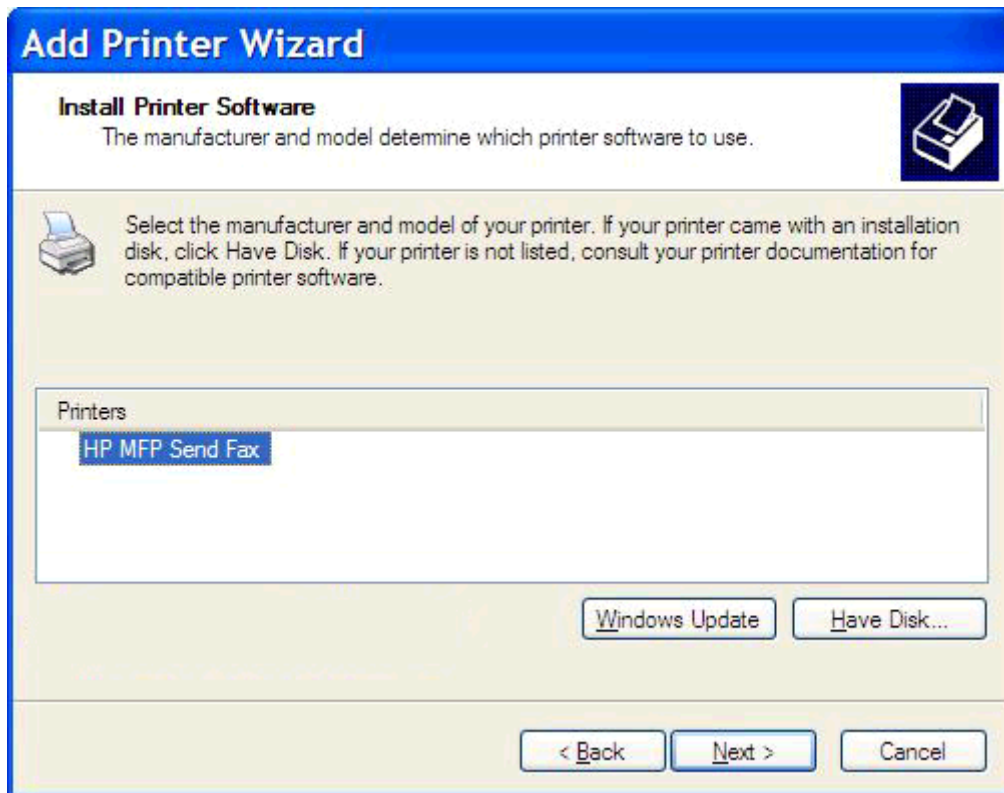 Add Printer Wizard
Install Printer Software
The manufacturer and model determine which printer software to use.
Select the manufacturer and model of your printer. If your printer came with an installation
disk, click Have Disk. If your printer is not listed, consult your printer documentation for
compatible printer software.
Printers
HP MFP Send Fax
Windows Update
Have Disk...
< Back
Next >
Cancel